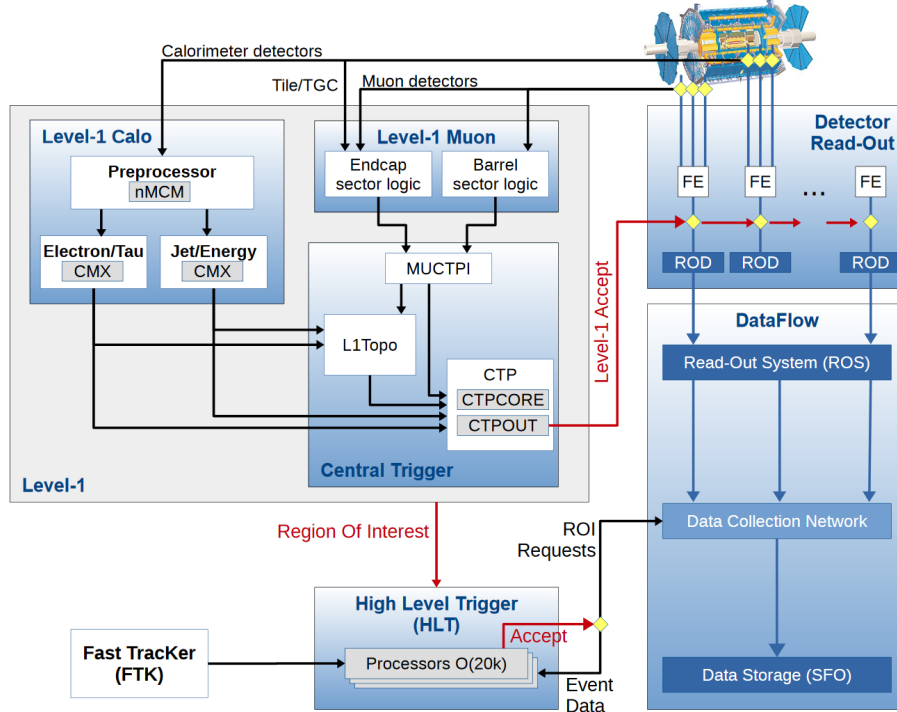 Calorimeter detectors
Tile/TGC
Muon detectors
Level-1 Calo
Preprocessor
nMCM
Electron/Tau
CMX
Jet/Energy
CMX
Level-1 Muon
Endcap
sector logic
Barrel
sector logic
MUCTPI
L1Topo
CTP
CTPCORE
CTPOUT
Central Trigger
Level-1
Level-1 Accept
Detector
Read-Out
FE
FE
...
FE
ROD
ROD
ROD
DataFlow
Read-Out System (ROS)
Data Collection Network
Data Storage (SFO)
Region Of Interest
ROI
Requests
High Level Trigger
(HLT)
Accept
Processors O(20k)
Event
Data
Fast TracKer
(FTK)